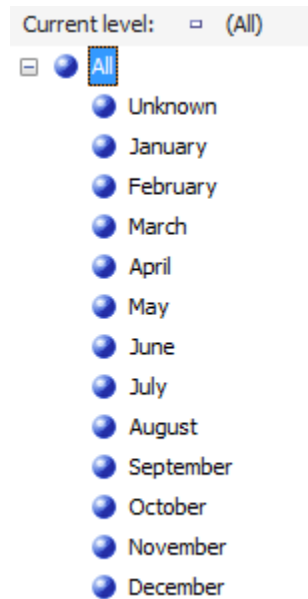 Current level: (All)
All
Unknown
January
February
March
April
May
June
July
August
September
October
November
December